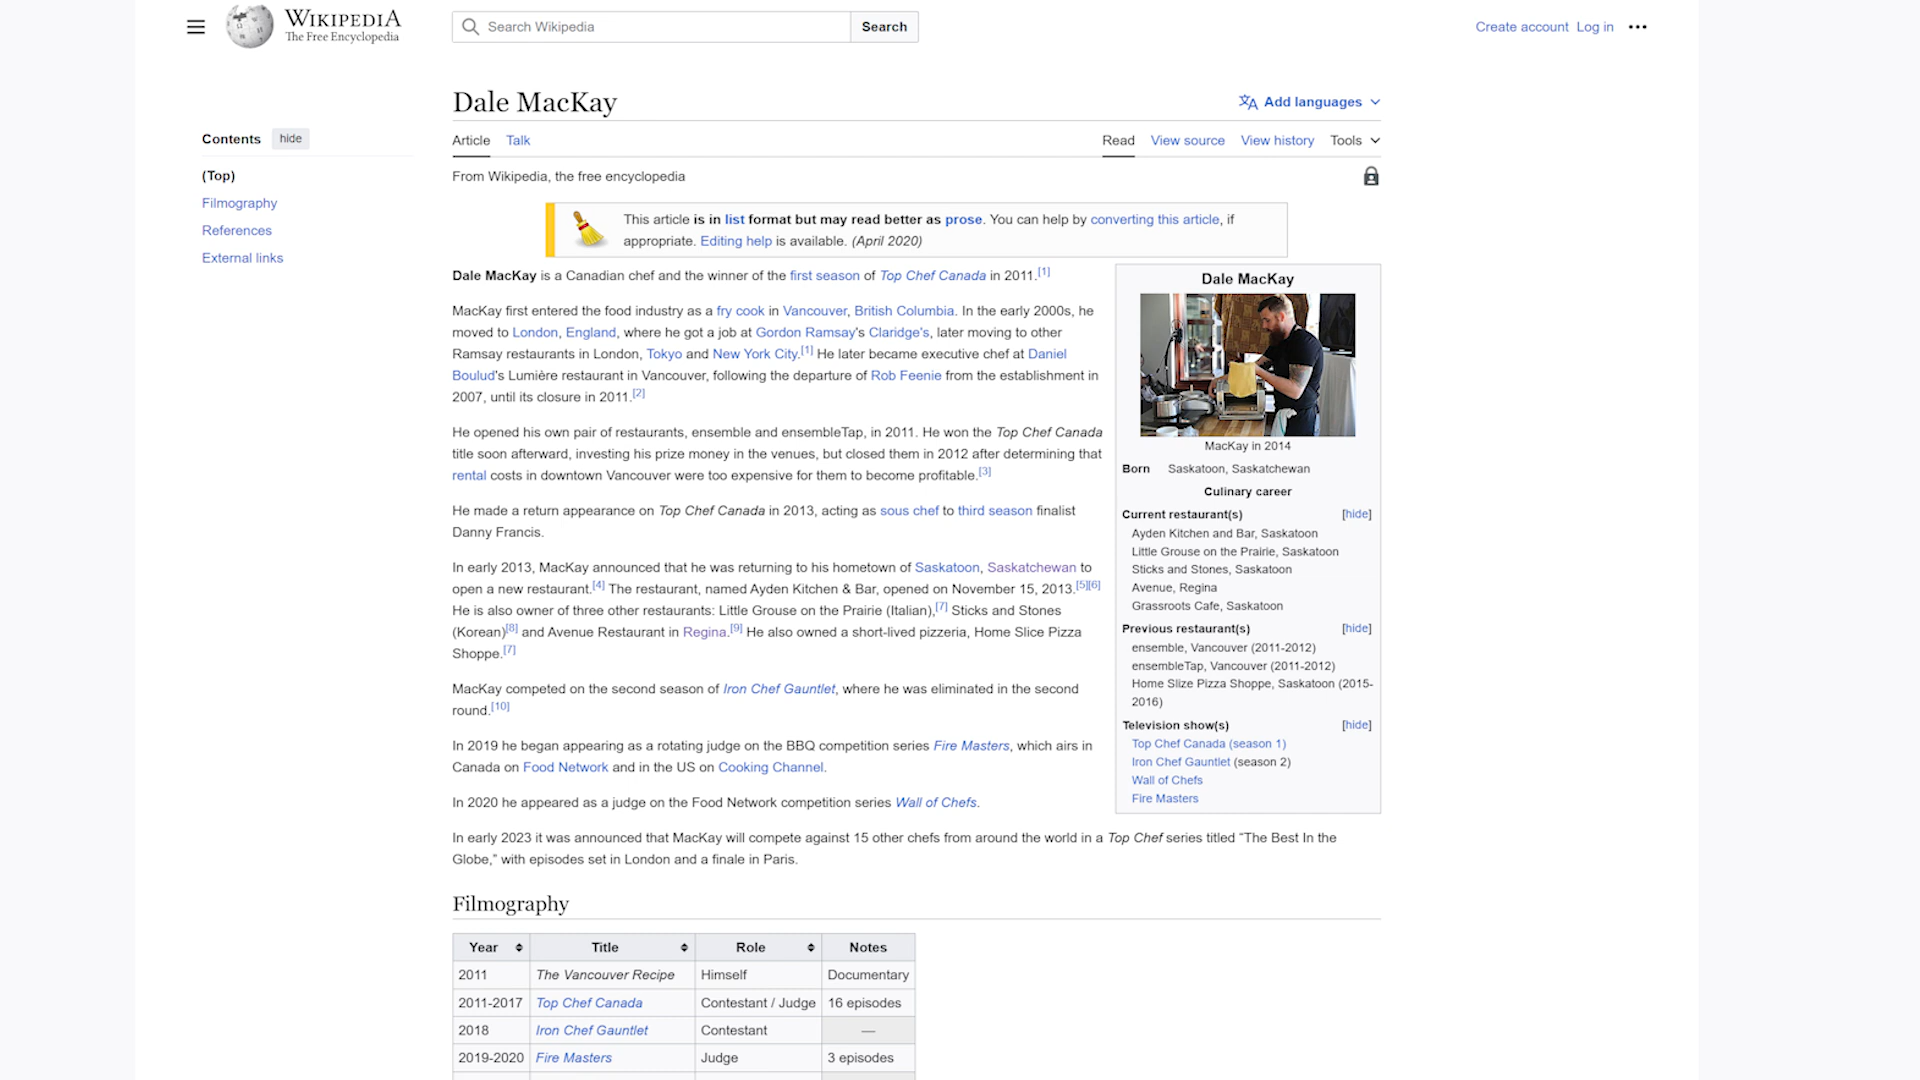 WIKIPEDIA
The Free Encyclopedia
Search Wikipedia
Search
Create account Log in
Dale MacKay
Add languages
Contents hide
(Top)
Filmography
References
External links
Article Talk
Read View source View history Tools
From Wikipedia, the free encyclopedia
This article is in list format but may read better as prose. You can help by converting this article, if
appropriate. Editing help is available. (April 2020)
Dale MacKay is a Canadian chef and the winner of the first season of Top Chef Canada in 2011.[1]
MacKay first entered the food industry as a fry cook in Vancouver, British Columbia. In the early 2000s, he
moved to London, England, where he got a job at Gordon Ramsay's Claridge's, later moving to other
Ramsay restaurants in London, Tokyo and New York City.[1] He later became executive chef at Daniel
Boulud's Lumière restaurant in Vancouver, following the departure of Rob Feenie from the establishment in
2007, until its closure in 2011.[2]
He opened his own pair of restaurants, ensemble and ensembleTap, in 2011. He won the Top Chef Canada
title soon afterward, investing his prize money in the venues, but closed them in 2012 after determining that
rental costs in downtown Vancouver were too expensive for them to become profitable.[3]
He made a return appearance on Top Chef Canada in 2013, acting as sous chef to third season finalist
Danny Francis.
In early 2013, MacKay announced that he was returning to his hometown of Saskatoon, Saskatchewan to
open a new restaurant.[4] The restaurant, named Ayden Kitchen & Bar, opened on November 15, 2013.[5][6]
He is also owner of three other restaurants: Little Grouse on the Prairie (Italian),[7] Sticks and Stones
(Korean)[8] and Avenue Restaurant in Regina.[9] He also owned a short-lived pizzeria, Home Slice Pizza
Shoppe.[7]
MacKay competed on the second season of Iron Chef Gauntlet, where he was eliminated in the second
round.[10]
In 2019 he began appearing as a rotating judge on the BBQ competition series Fire Masters, which airs in
Canada on Food Network and in the US on Cooking Channel.
In 2020 he appeared as a judge on the Food Network competition series Wall of Chefs.
In early 2023 it was announced that MacKay will compete against 15 other chefs from around the world in a Top Chef series titled “The Best In the
Globe,” with episodes set in London and a finale in Paris.
Dale MacKay
MacKay in 2014
Born Saskatoon, Saskatchewan
Culinary career
Current restaurant(s) [hide]
Ayden Kitchen and Bar, Saskatoon
Little Grouse on the Prairie, Saskatoon
Sticks and Stones, Saskatoon
Avenue, Regina
Grassroots Cafe, Saskatoon
Previous restaurant(s) [hide]
ensemble, Vancouver (2011-2012)
ensembleTap, Vancouver (2011-2012)
Home Slize Pizza Shoppe, Saskatoon (2015-
2016)
Television show(s) [hide]
Top Chef Canada (season 1)
Iron Chef Gauntlet (season 2)
Wall of Chefs
Fire Masters
Filmography
Year Title Role Notes
2011 The Vancouver Recipe Himself Documentary
2011-2017 Top Chef Canada Contestant / Judge 16 episodes
2018 Iron Chef Gauntlet Contestant —
2019-2020 Fire Masters Judge 3 episodes